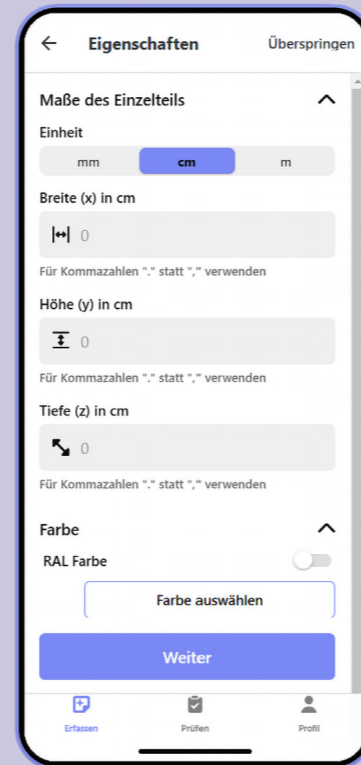 Eigenschaften Überspringen
Maße des Einzelteils
Einheit
mm cm m
Breite (x) in cm
0
Für Kommazahlen "." statt "," verwenden
Höhe (y) in cm
0
Für Kommazahlen "." statt "," verwenden
Tiefe (z) in cm
0
Für Kommazahlen "." statt "," verwenden
Farbe
RAL Farbe
Farbe auswählen
Weiter
Erfassen Prüfen Profil